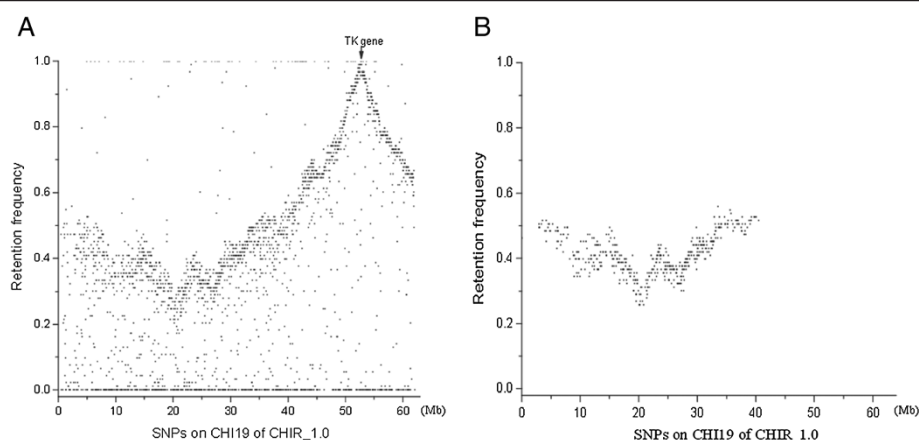 A
TK gene
1.0
0.8
0.6
0.4
0.2
0.0
Retention frequency
0 10 20 30 40 50 60 (Mb)
SNPs on CHI19 of CHIR_1.0
B
1.0
0.8
0.6
0.4
0.2
0.0
Retention frequency
0 10 20 30 40 50 60 (Mb)
SNPs on CHI19 of CHIR_1.0